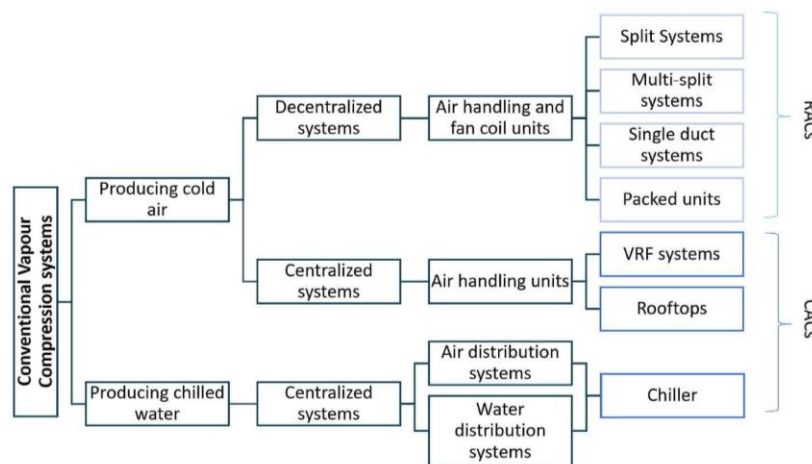 Conventional Vapour
Compression systems
Producing cold
air
Producing chilled
water
Decentralized
systems
Centralized
systems
Centralized
systems
Air handling and
fan coil units
Air handling units
Air distribution
systems
Water
distribution
systems
Split Systems
Multi-split
systems
Single duct
systems
Packed units
VRF systems
Rooftops
Chiller
RACs
CACs